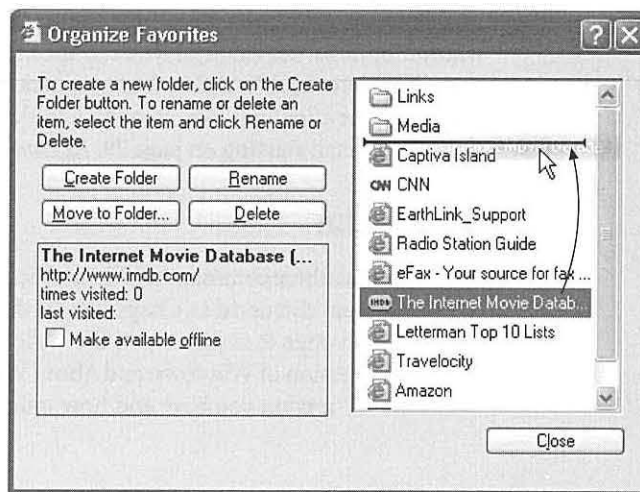 Organize Favorites
To create a new folder, click on the Create
Folder button. To rename or delete an
item, select the item and click Rename or
Delete.
Create Folder
Rename
Move to Folder...
Delete
The Internet Movie Database (...
http://www.imdb.com/
times visited: 0
last visited:
Make available offline
Links
Media
Captiva Island
CNN CNN
EarthLink_Support
Radio Station Guide
eFax - Your source for fax ...
IMDb The Internet Movie Datab...
Letterman Top 10 Lists
Travelocity
Amazon
Close